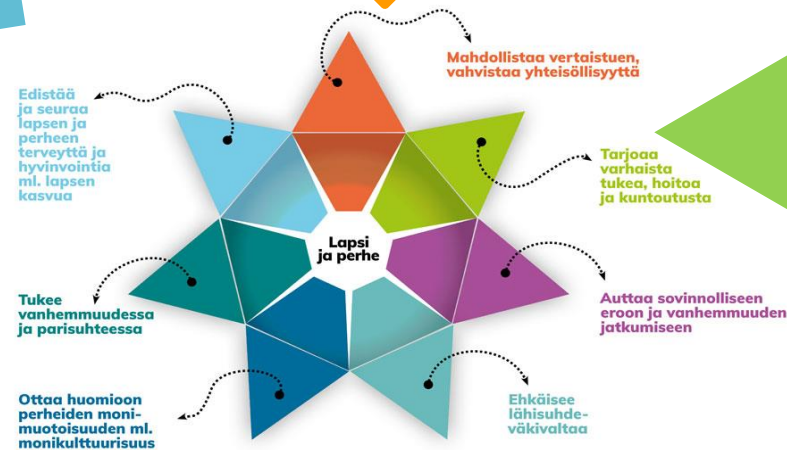 Mahdollistaa vertaistuen,
vahvistaa yhteisöllisyyttä
Edistää
ja seuraa
lapsen ja
perheen
terveyttä ja
hyvinvointia
ml. lapsen
kasvua
Tarjoaa
varhaista
tukea, hoitoa
ja kuntoutusta
Lapsi
ja perhe
Tukee
vanhemmuudessa
ja parisuhteessa
Auttaa sovinnolliseen
eroon ja vanhemmuuden
jatkumiseen
Ottaa huomioon
perheiden moni-
muotoisuuden ml.
monikulttuurisuus
Ehkäisee
lähisuhde-
väkivaltaa